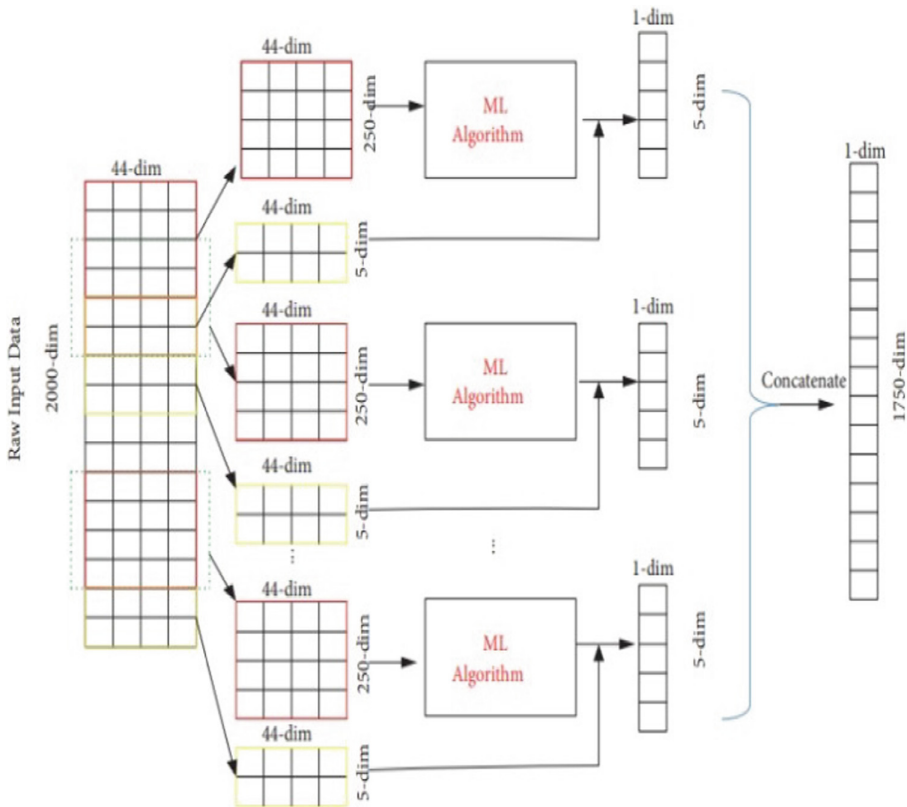 Raw Input Data
2000-dim
44-dim
44-dim
250-dim
ML
Algorithm
1-dim
5-dim
44-dim
5-dim
44-dim
250-dim
ML
Algorithm
1-dim
5-dim
44-dim
5-dim
...
...
44-dim
250-dim
ML
Algorithm
1-dim
5-dim
44-dim
5-dim
Concatenate
1-dim
1750-dim